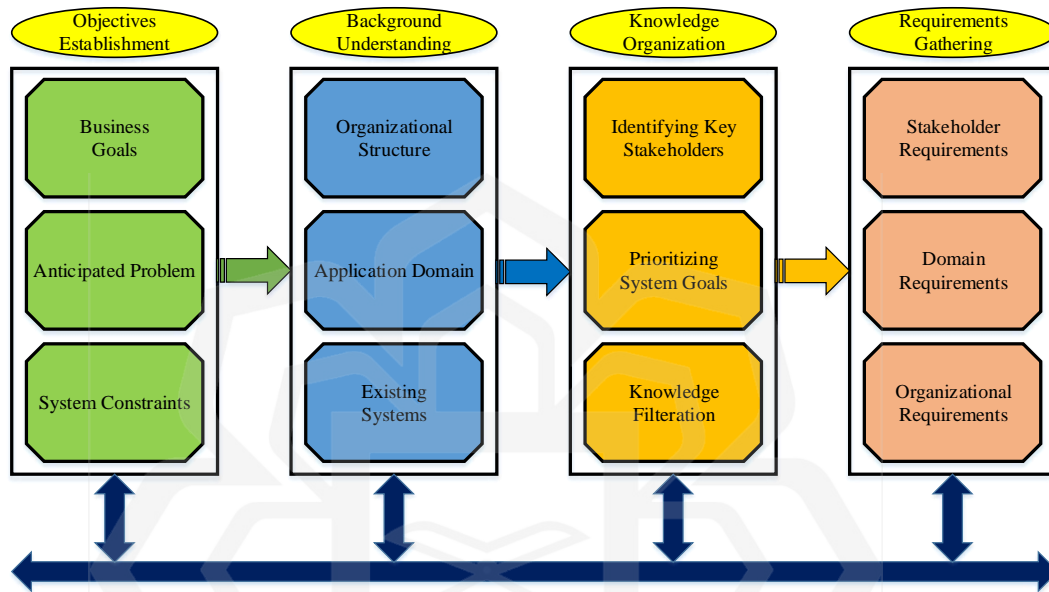 Objectives
Establishment
Background
Understanding
Knowledge
Organization
Requirements
Gathering
Business
Goals
Anticipated Problem
System Constraints
Organizational
Structure
Application Domain
Existing
Systems
Identifying Key
Stakeholders
Prioritizing
System Goals
Knowledge
Filteration
Stakeholder
Requirements
Domain
Requirements
Organizational
Requirements